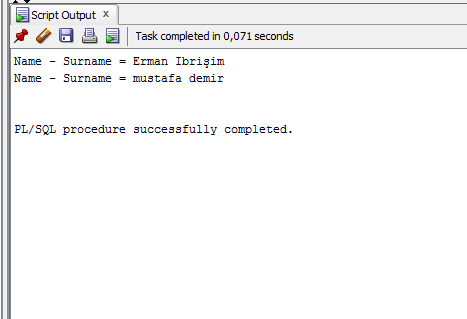 Script Output x
Task completed in 0,071 seconds
Name - Surname = Erman Ibrişim
Name - Surname = mustafa demir
PL/SQL procedure successfully completed.